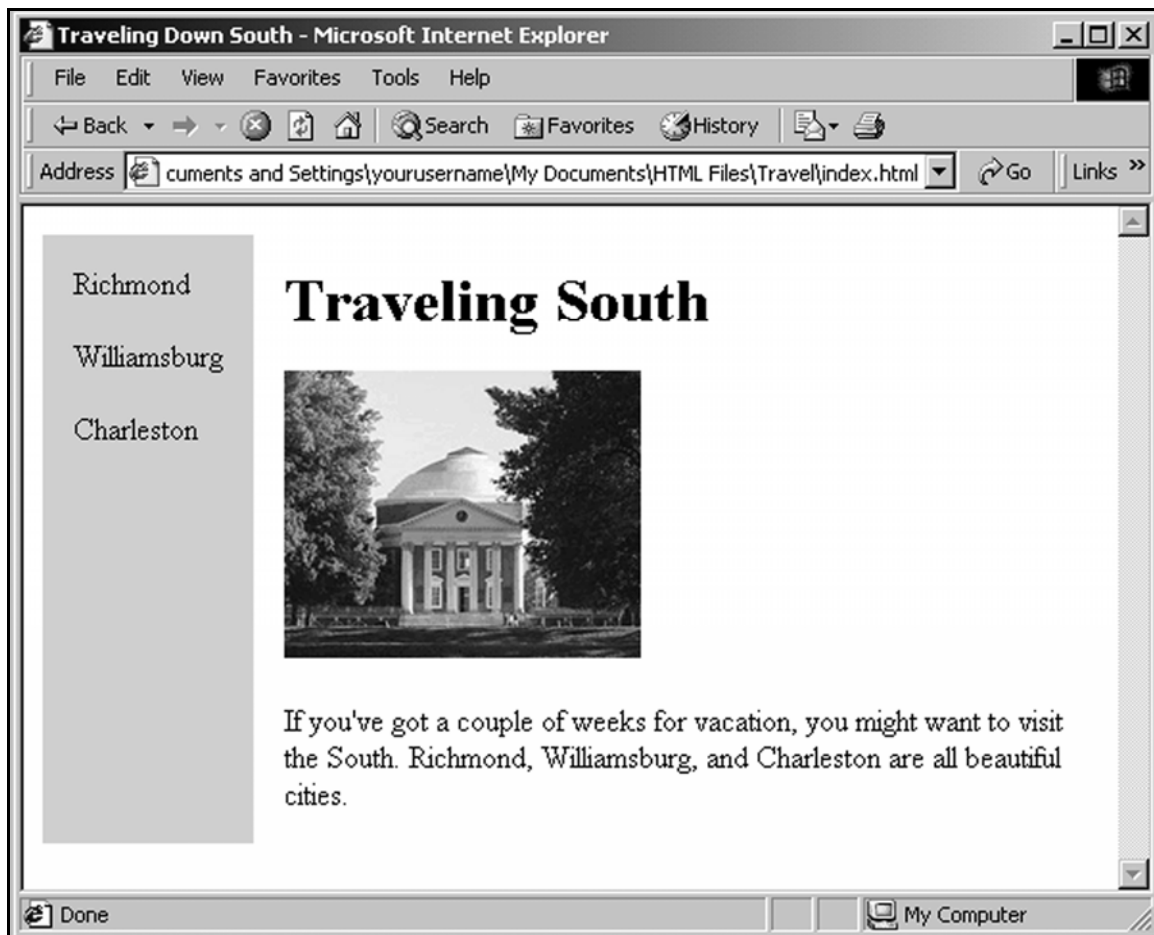 Traveling Down South - Microsoft Internet Explorer
File Edit View Favorites Tools Help
Back Search Favorites History
Address cuments and Settings\yourusername\My Documents\HTML Files\Travel\index.html Go Links »
Richmond
Williamsburg
Charleston
Traveling South
If you've got a couple of weeks for vacation, you might want to visit
the South. Richmond, Williamsburg, and Charleston are all beautiful
cities.
Done My Computer